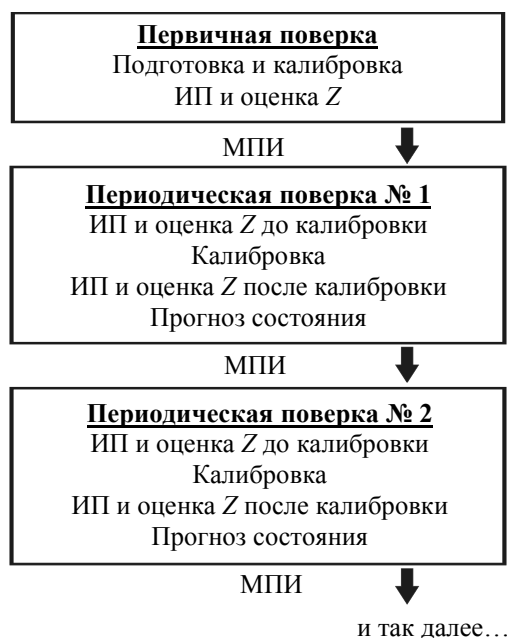 Первичная поверка
Подготовка и калибровка
ИП и оценка Z
МПИ
Периодическая поверка № 1
ИП и оценка Z до калибровки
Калибровка
ИП и оценка Z после калибровки
Прогноз состояния
МПИ
Периодическая поверка № 2
ИП и оценка Z до калибровки
Калибровка
ИП и оценка Z после калибровки
Прогноз состояния
МПИ
и так далее…